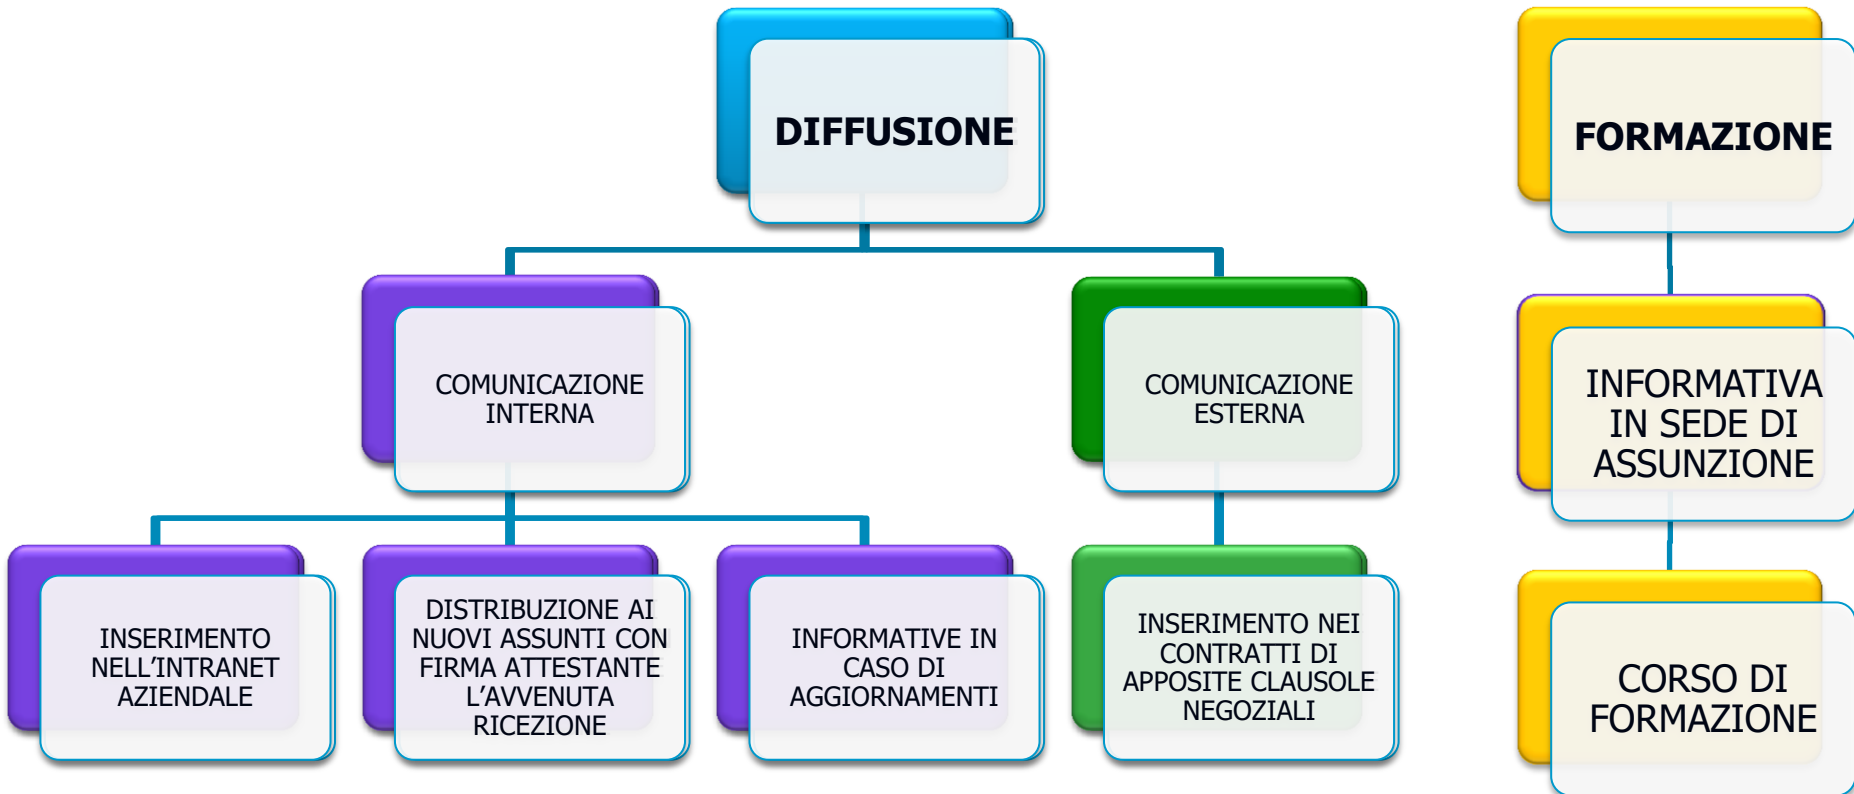 DIFFUSIONE
FORMAZIONE
COMUNICAZIONE
INTERNA
COMUNICAZIONE
ESTERNA
INFORMATIVA
IN SEDE DI
ASSUNZIONE
INSERIMENTO
NELL’INTRANET
AZIENDALE
DISTRIBUZIONE AI
NUOVI ASSUNTI CON
FIRMA ATTESTANTE
L’AVVENUTA
RICEZIONE
INFORMATIVE IN
CASO DI
AGGIORNAMENTI
INSERIMENTO NEI
CONTRATTI DI
APPOSITE CLAUSOLE
NEGOZIALI
CORSO DI
FORMAZIONE